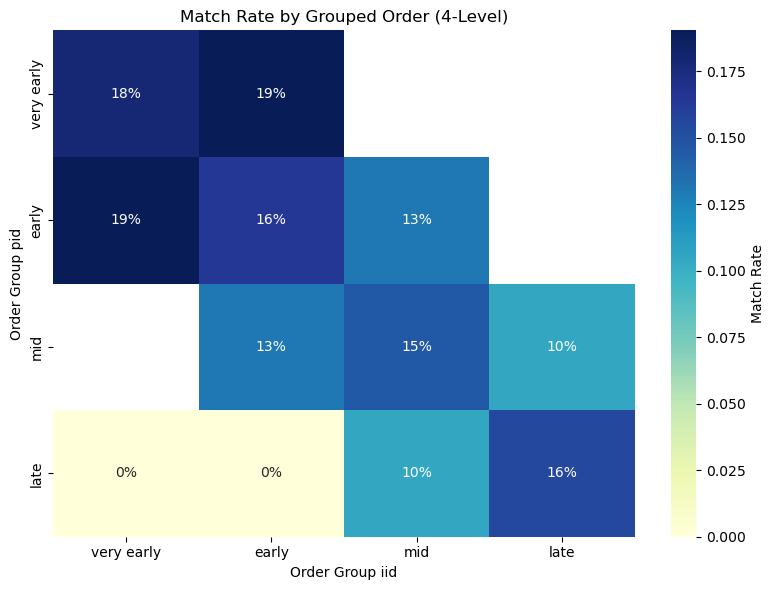 Match Rate by Grouped Order (4-Level)
Order Group pid
very early
early
mid
late
18% 19%
19% 16% 13%
13% 15% 10%
0% 0% 10% 16%
very early early mid late
Order Group iid
0.175
0.150
0.125
0.100
0.075
0.050
0.025
0.000
Match Rate